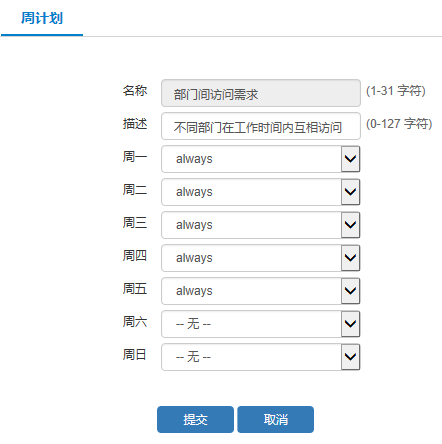 周计划
名称 部门间访问需求 (1-31 字符)
描述 不同部门在工作时间内互相访问 (0-127 字符)
周一 always
周二 always
周三 always
周四 always
周五 always
周六 -- 无 --
周日 -- 无 --
提交 取消